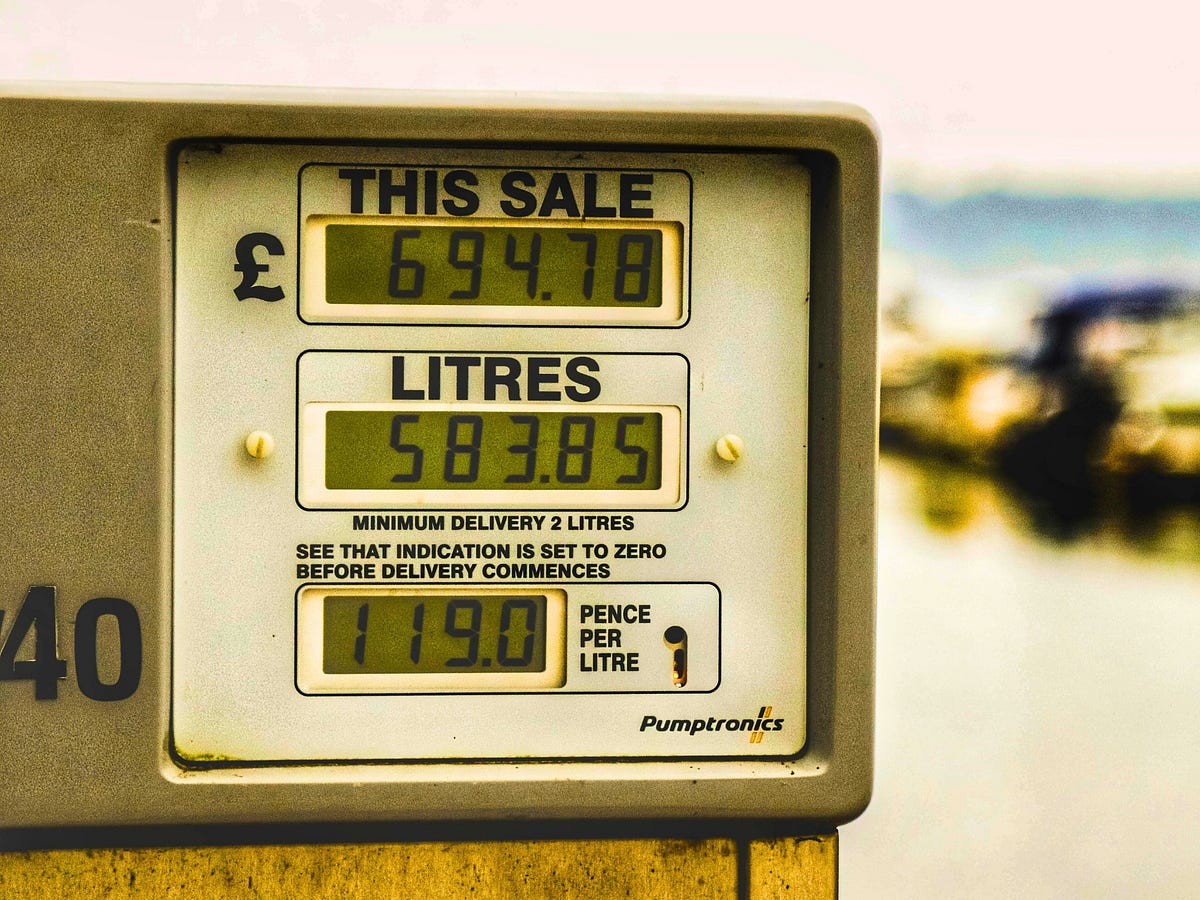 THIS SALE
£ 694.78
LITRES
583.85
MINIMUM DELIVERY 2 LITRES
SEE THAT INDICATION IS SET TO ZERO
BEFORE DELIVERY COMMENCES
119.0
PENCE
PER
LITRE
40
Pumptronics